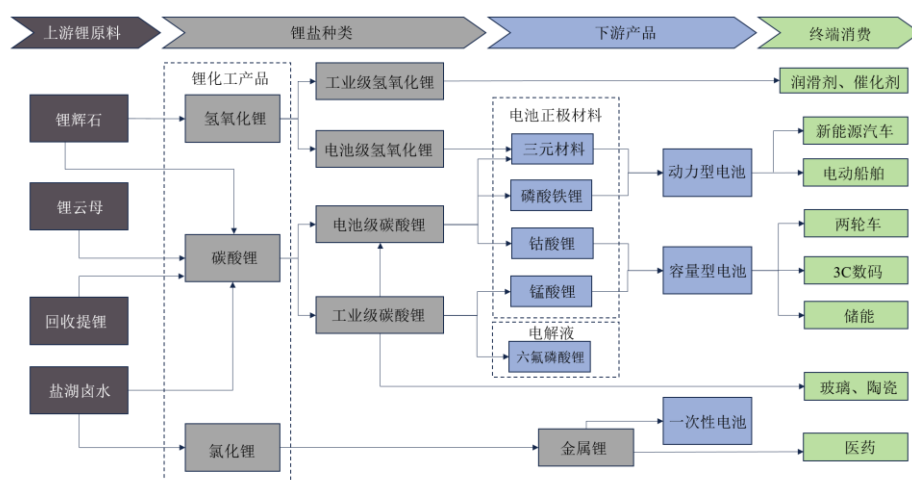 上游锂原料
锂盐种类
下游产品
终端消费
锂化工产品
工业级氢氧化锂
润滑剂、催化剂
锂辉石
氢氧化锂
电池正极材料
新能源汽车
电池级氢氧化锂
三元材料
动力型电池
电动船舶
锂云母
磷酸铁锂
电池级碳酸锂
两轮车
碳酸锂
钴酸锂
容量型电池
3C数码
回收提锂
工业级碳酸锂
锰酸锂
储能
电解液
六氟磷酸锂
盐湖卤水
玻璃、陶瓷
一次性电池
氯化锂
金属锂
医药